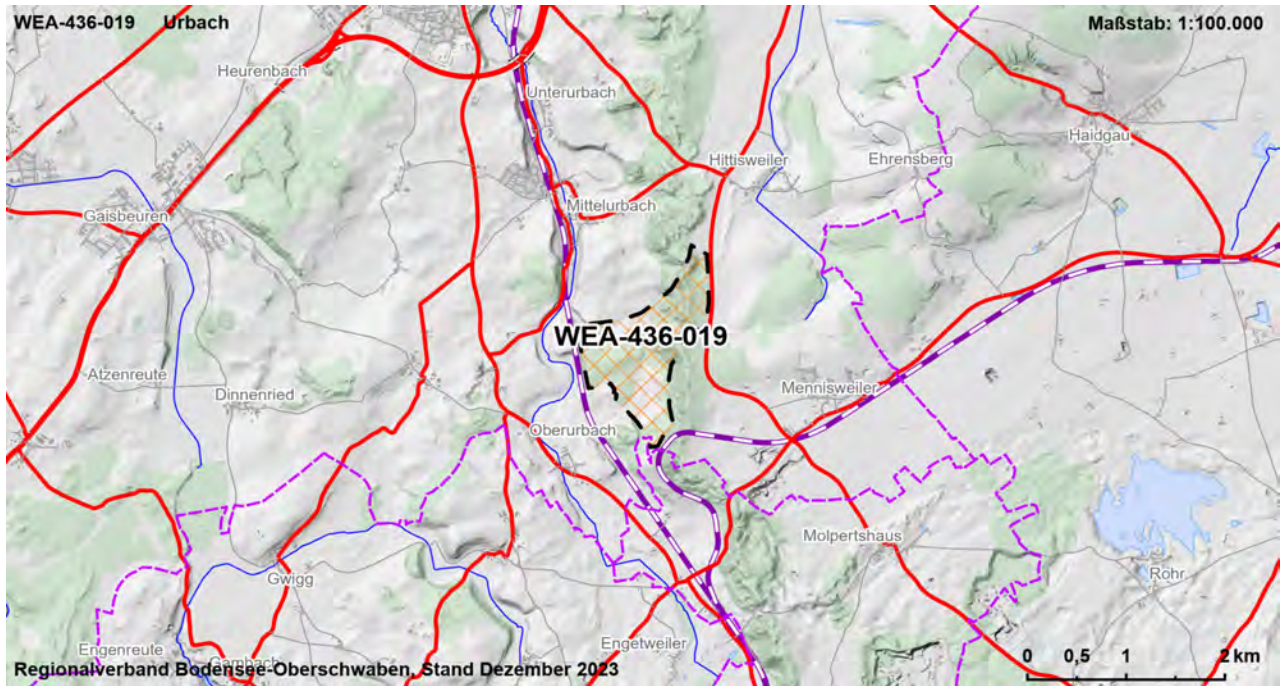 WEA-436-019 Urbach
Maßstab: 1:100.000
Heurenbach
Unterurbach
Haidgau
Hittisweiler
Ehrensberg
Gaisbeuren
Mittelurbach
WEA-436-019
Atzenreute
Dinnenried
Mennisweiler
Oberurbach
Molpertshaus
Gwigg
Rohr
Engenreute
Gambach
Engetweiler
Regionalverband Bodensee-Oberschwaben, Stand Dezember 2023
0 0,5 1 2 km